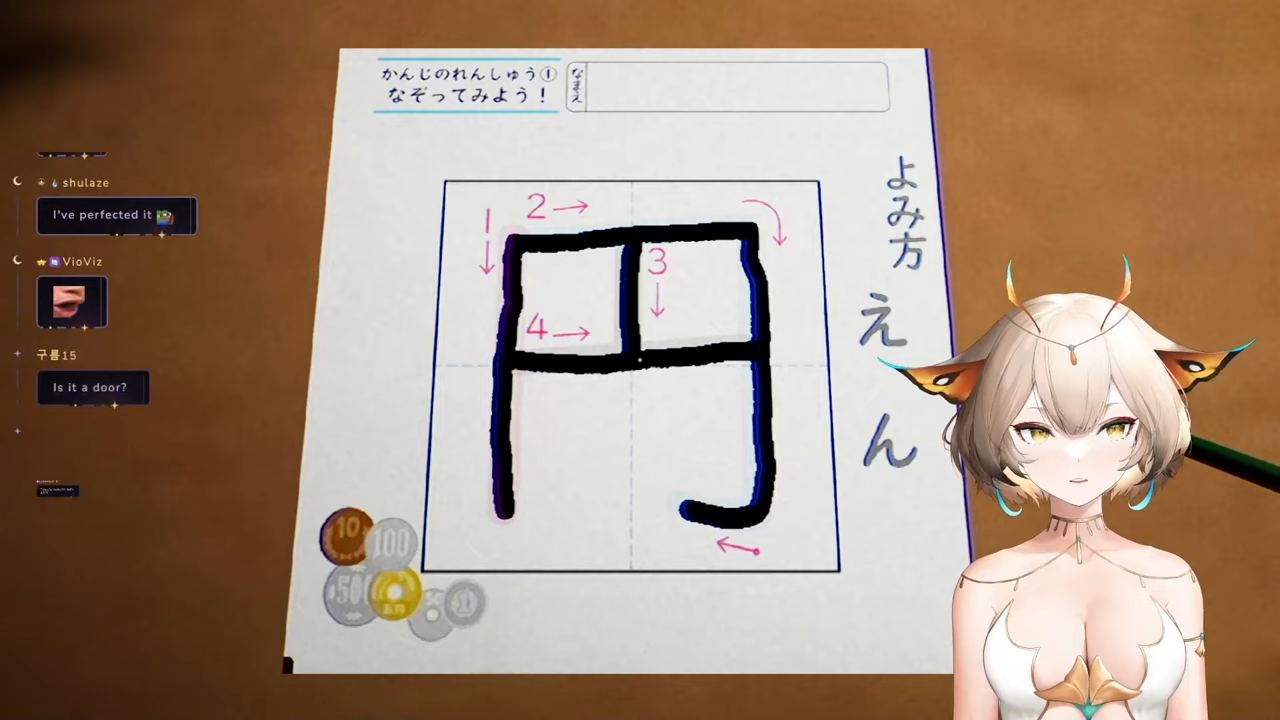 かんじのれんしゅう①
なぞってみよう!
なまえ
よみ方
えん
2
3
4
円
10
100
50
shulaze
I've perfected it
VioViz
구름15
Is it a door?